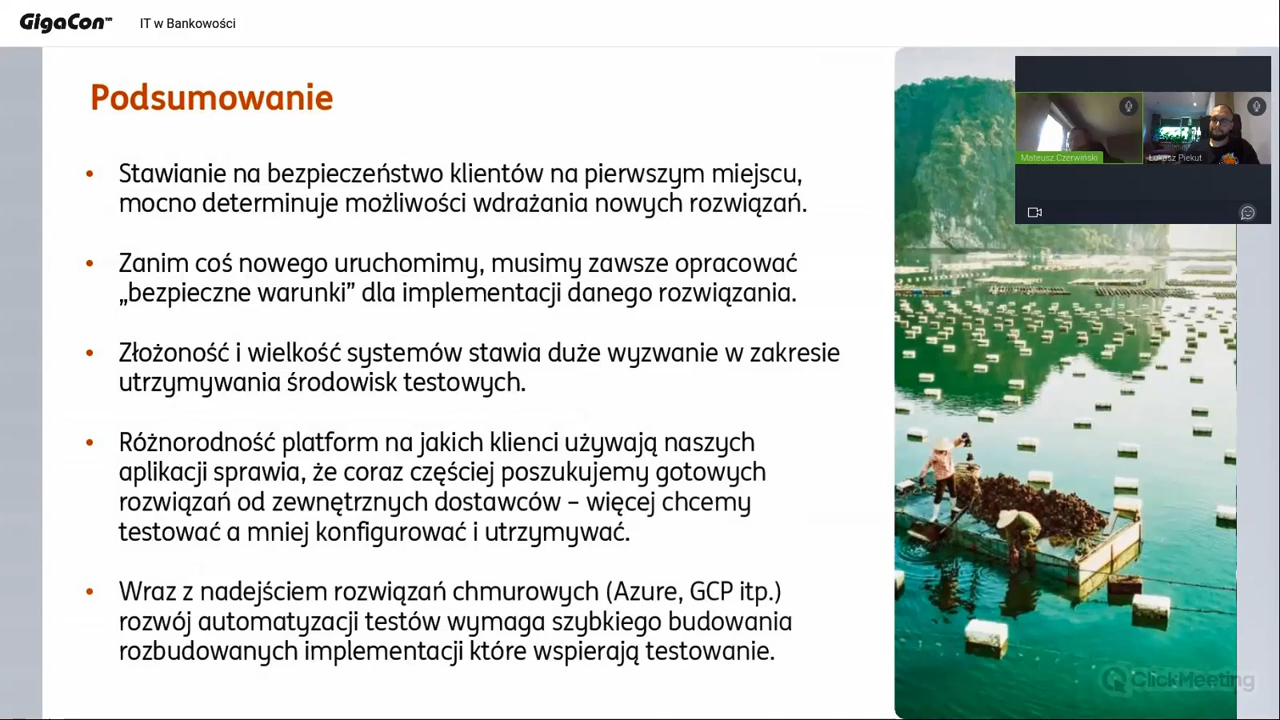 GigaCon™
IT w Bankowości
Podsumowanie
• Stawianie na bezpieczeństwo klientów na pierwszym miejscu,
mocno determinuje możliwości wdrażania nowych rozwiązań.
• Zanim coś nowego uruchomimy, musimy zawsze opracować
„bezpieczne warunki” dla implementacji danego rozwiązania.
• Złożoność i wielkość systemów stawia duże wyzwanie w zakresie
utrzymywania środowisk testowych.
• Różnorodność platform na jakich klienci używają naszych
aplikacji sprawia, że coraz częściej poszukujemy gotowych
rozwiązań od zewnętrznych dostawców – więcej chcemy
testować a mniej konfigurować i utrzymywać.
• Wraz z nadejściem rozwiązań chmurowych (Azure, GCP itp.)
rozwój automatyzacji testów wymaga szybkiego budowania
rozbudowanych implementacji które wspierają testowanie.
Mateusz Czerwiński
Łukasz Piekut
ClickMeeting